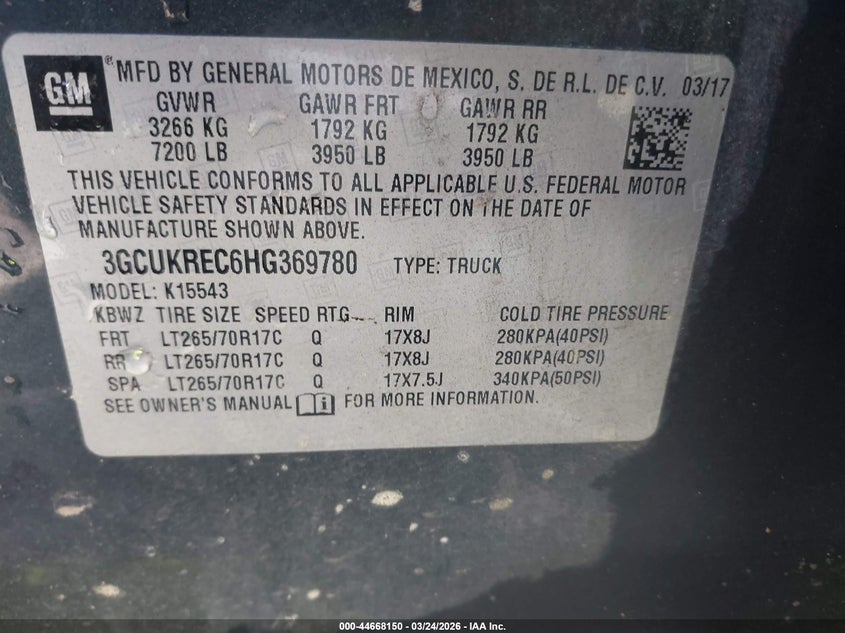 GM ® MFD BY GENERAL MOTORS DE MEXICO, S. DE R.L. DE C.V. 03/17
GVWR GAWR FRT GAWR RR
3266 KG 1792 KG 1792 KG
7200 LB 3950 LB 3950 LB
THIS VEHICLE CONFORMS TO ALL APPLICABLE U.S. FEDERAL MOTOR
VEHICLE SAFETY STANDARDS IN EFFECT ON THE DATE OF
MANUFACTURE SHOWN ABOVE.
3GCUKREC6HG369780 TYPE: TRUCK
MODEL: K15543
KBWZ TIRE SIZE SPEED RTG RIM COLD TIRE PRESSURE
FRT LT265/70R17C Q 17X8J 280KPA(40PSI)
RR LT265/70R17C Q 17X8J 280KPA(40PSI)
SPA LT265/70R17C Q 17X7.5J 340KPA(50PSI)
SEE OWNER'S MANUAL i FOR MORE INFORMATION.
000-44668150 | 03/24/2026 | IAA Inc.